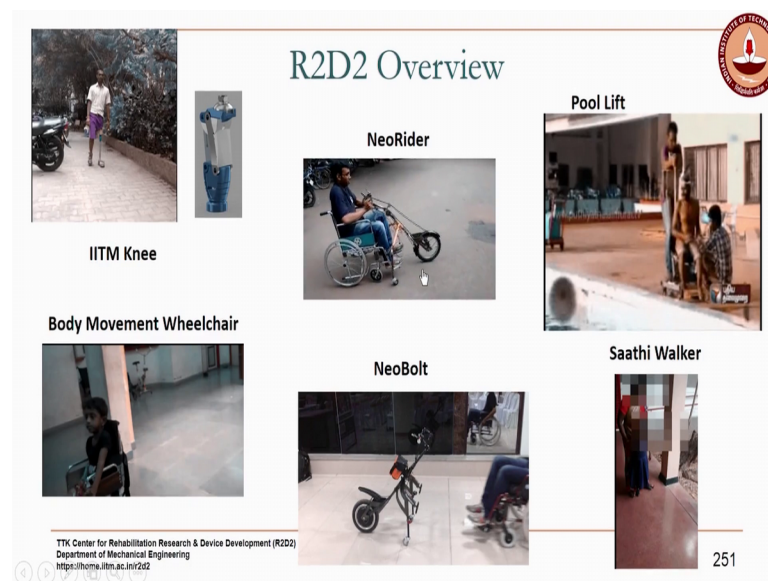 R2D2 Overview
Pool Lift
NeoRider
IITM Knee
Body Movement Wheelchair
NeoBolt
Saathi Walker
TTK Center for Rehabilitation Research & Device Development (R2D2)
Department of Mechanical Engineering
https://home.iitm.ac.in/r2d2
251